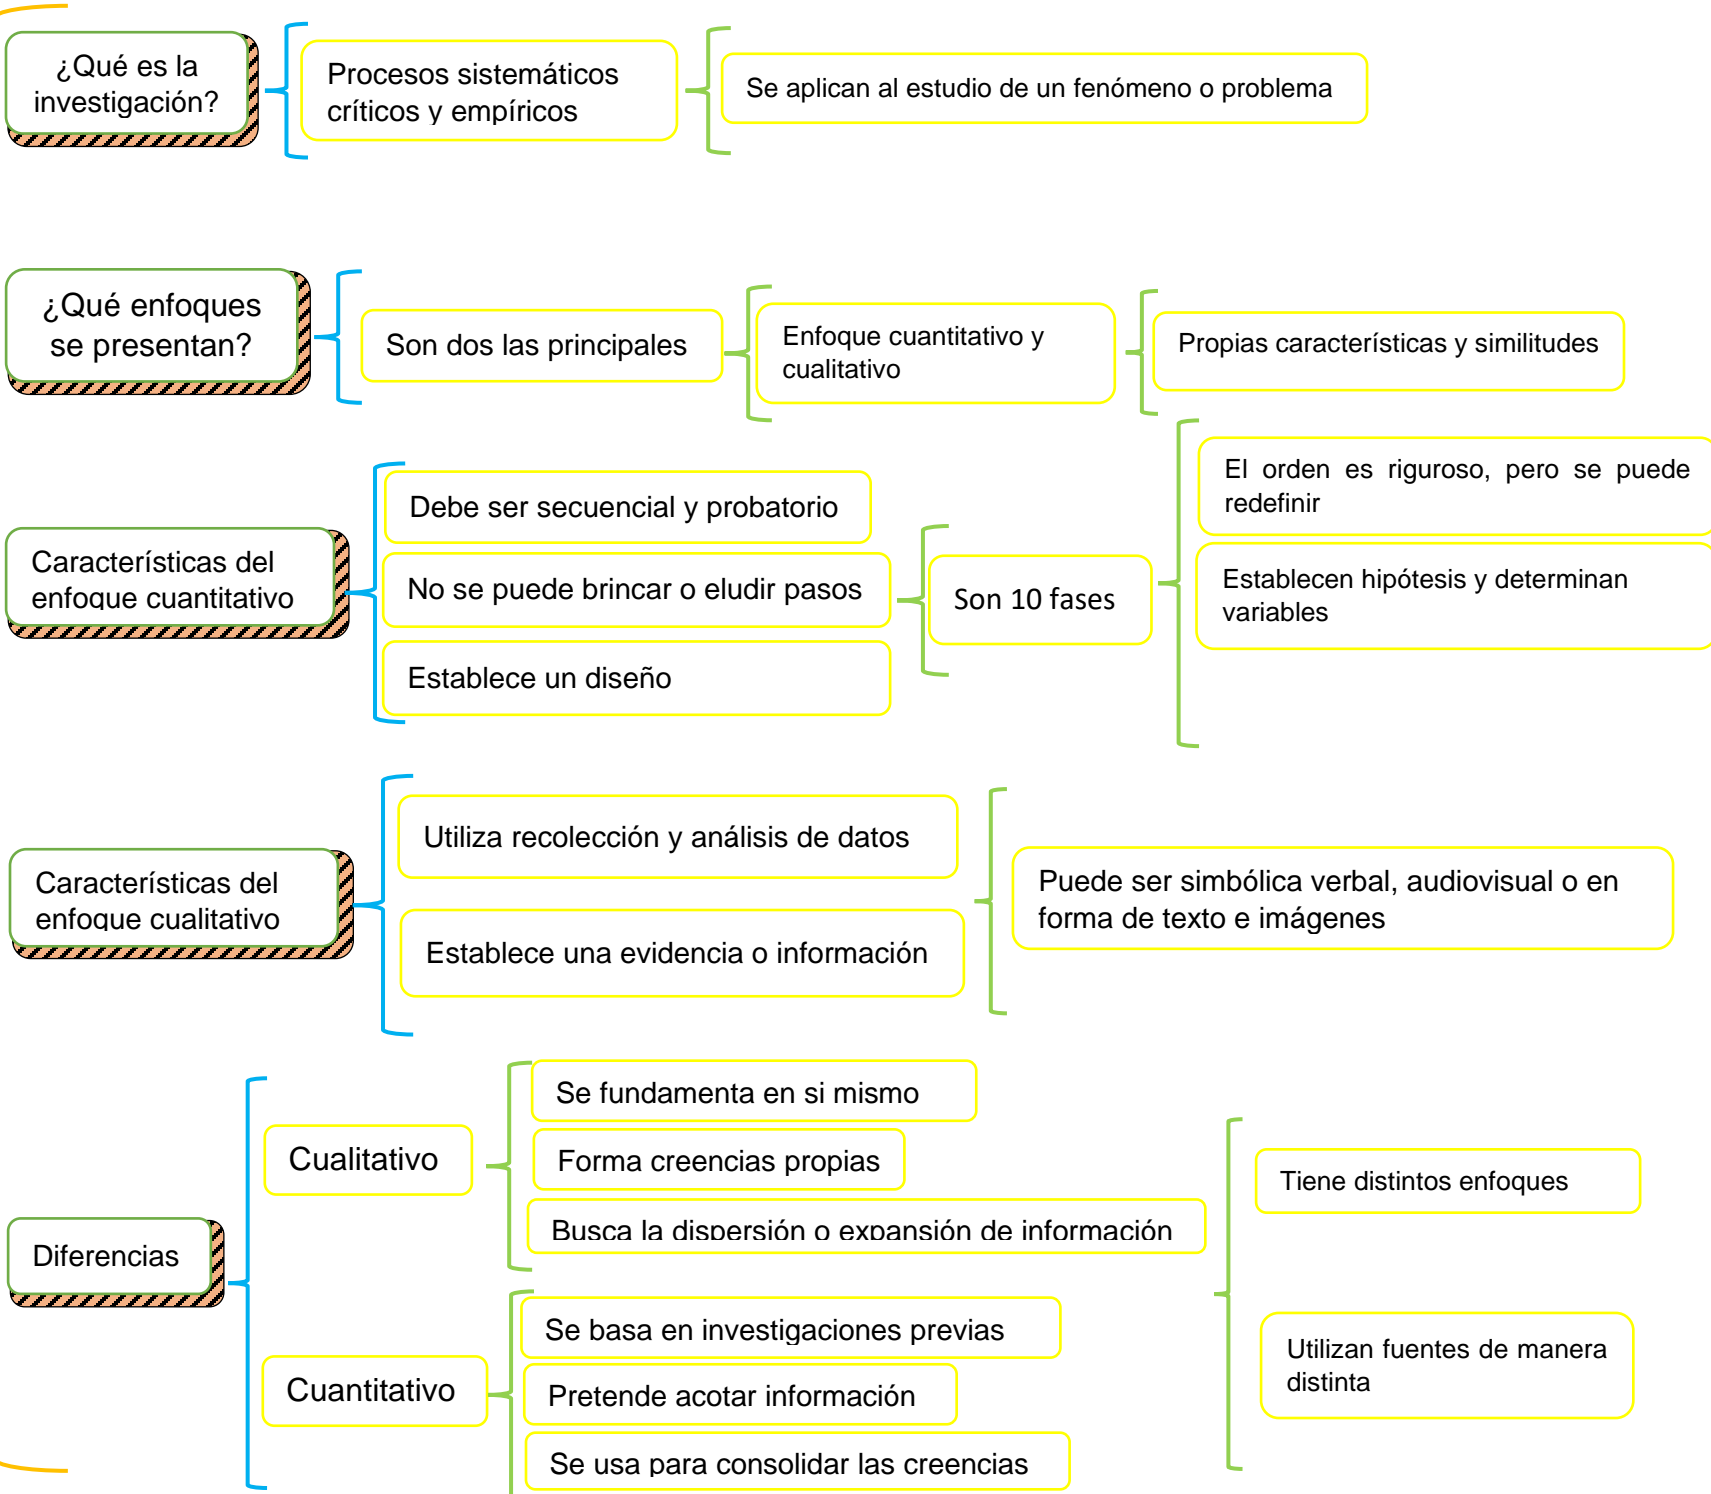 ¿Qué es la
investigación?
Procesos sistemáticos
críticos y empíricos
Se aplican al estudio de un fenómeno o problema
¿Qué enfoques
se presentan?
Son dos las principales
Enfoque cuantitativo y
cualitativo
Propias características y similitudes
Características del
enfoque cuantitativo
Debe ser secuencial y probatorio
No se puede brincar o eludir pasos
Establece un diseño
Son 10 fases
El orden es riguroso, pero se puede
redefinir
Establecen hipótesis y determinan
variables
Características del
enfoque cualitativo
Utiliza recolección y análisis de datos
Establece una evidencia o información
Puede ser simbólica verbal, audiovisual o en
forma de texto e imágenes
Diferencias
Cualitativo
Se fundamenta en si mismo
Forma creencias propias
Busca la dispersión o expansión de información
Cuantitativo
Se basa en investigaciones previas
Pretende acotar información
Se usa para consolidar las creencias
Tiene distintos enfoques
Utilizan fuentes de manera
distinta